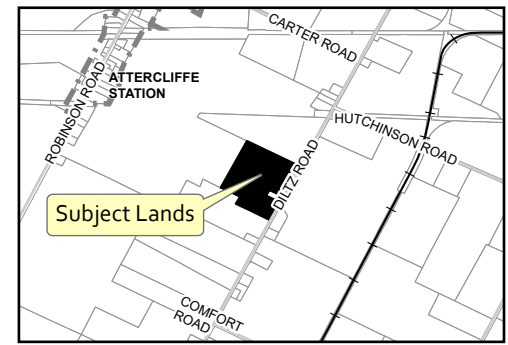 CARTER ROAD
ATTERCLIFFE
STATION
ROBINSON ROAD
HUTCHINSON ROAD
DILTZ ROAD
Subject Lands
COMFORT
ROAD